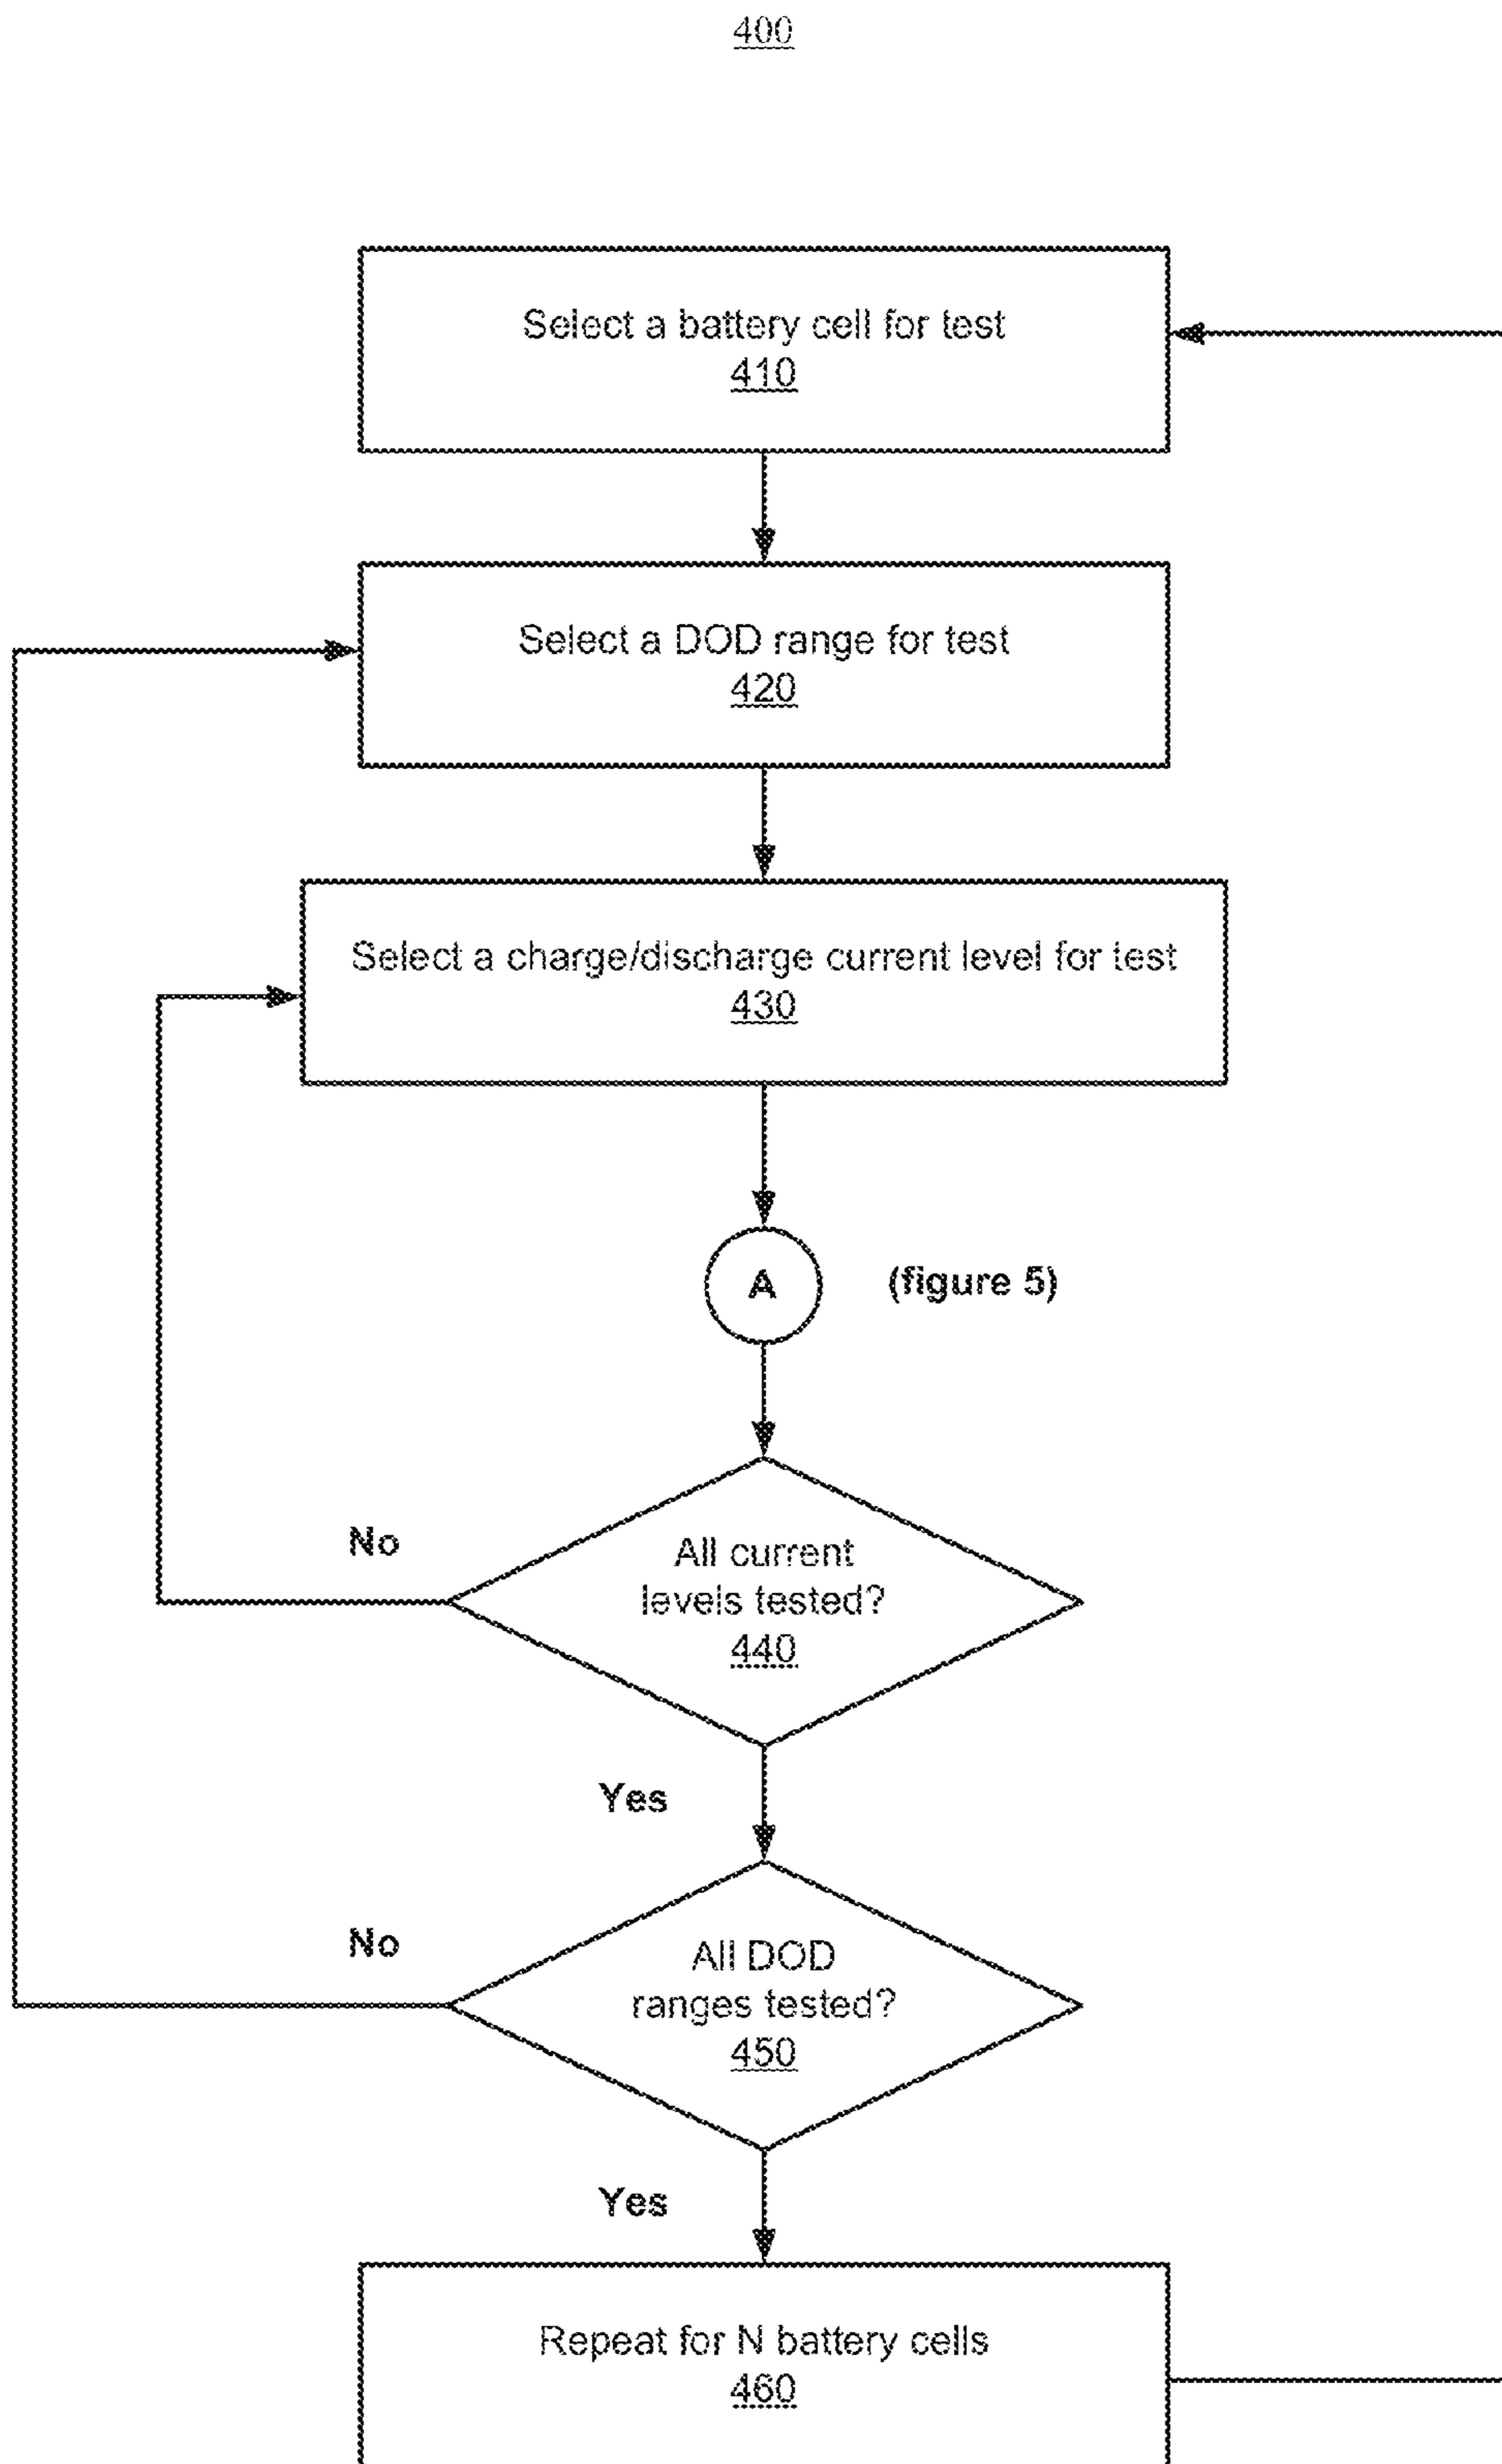 400
Select a battery cell for test
410
Select a DOD range for test
420
Select a charge/discharge current level for test
430
A (figure 5)
All current
levels tested?
440
No
Yes
All DOD
ranges tested?
450
No
Yes
Repeat for N battery cells
460